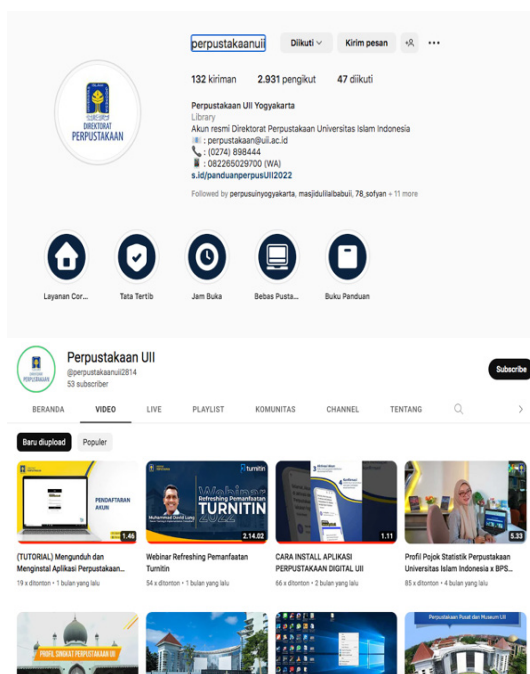 perpustakaanuii Diikuti Kirim pesan
132 kiriman 2.931 pengikut 47 diikuti
DIREKTORAT
PERPUSTAKAAN
Perpustakaan UII Yogyakarta
Library
Akun resmi Direktorat Perpustakaan Universitas Islam Indonesia
: perpustakaan@uii.ac.id
: (0274) 898444
: 082265029700 (WA)
s.id/panduanperpusUII2022
Followed by perpusuinyogyakarta, masjidulilalbabuii, 78_sofyan + 11 more
Layanan Cor... Tata Tertib Jam Buka Bebas Pusta... Buku Panduan
Perpustakaan UII
@perpustakaanuii2814
53 subscriber
Subscribe
PERPUSTAKAAN
BERANDA VIDEO LIVE PLAYLIST KOMUNITAS CHANNEL TENTANG
Baru diupload Populer
PENDAFTARAN
AKUN
1.46
turnitin
Webinar
Refreshing Pemanfaatan
TURNITIN
2022
2.14.02
1.11
5.33
(TUTORIAL) Mengunduh dan
Menginstal Aplikasi Perpustakaan...
19 x ditonton • 1 bulan yang lalu
Webinar Refreshing Pemanfaatan
Turnitin
54 x ditonton • 1 bulan yang lalu
CARA INSTALL APLIKASI
PERPUSTAKAAN DIGITAL UII
66 x ditonton • 2 bulan yang lalu
Profil Pojok Statistik Perpustakaan
Universitas Islam Indonesia x BPS...
85 x ditonton • 4 bulan yang lalu
PROFIL SINGKAT PERPUSTAKAAN UII
Perpustakaan Pusat dan Museum UII